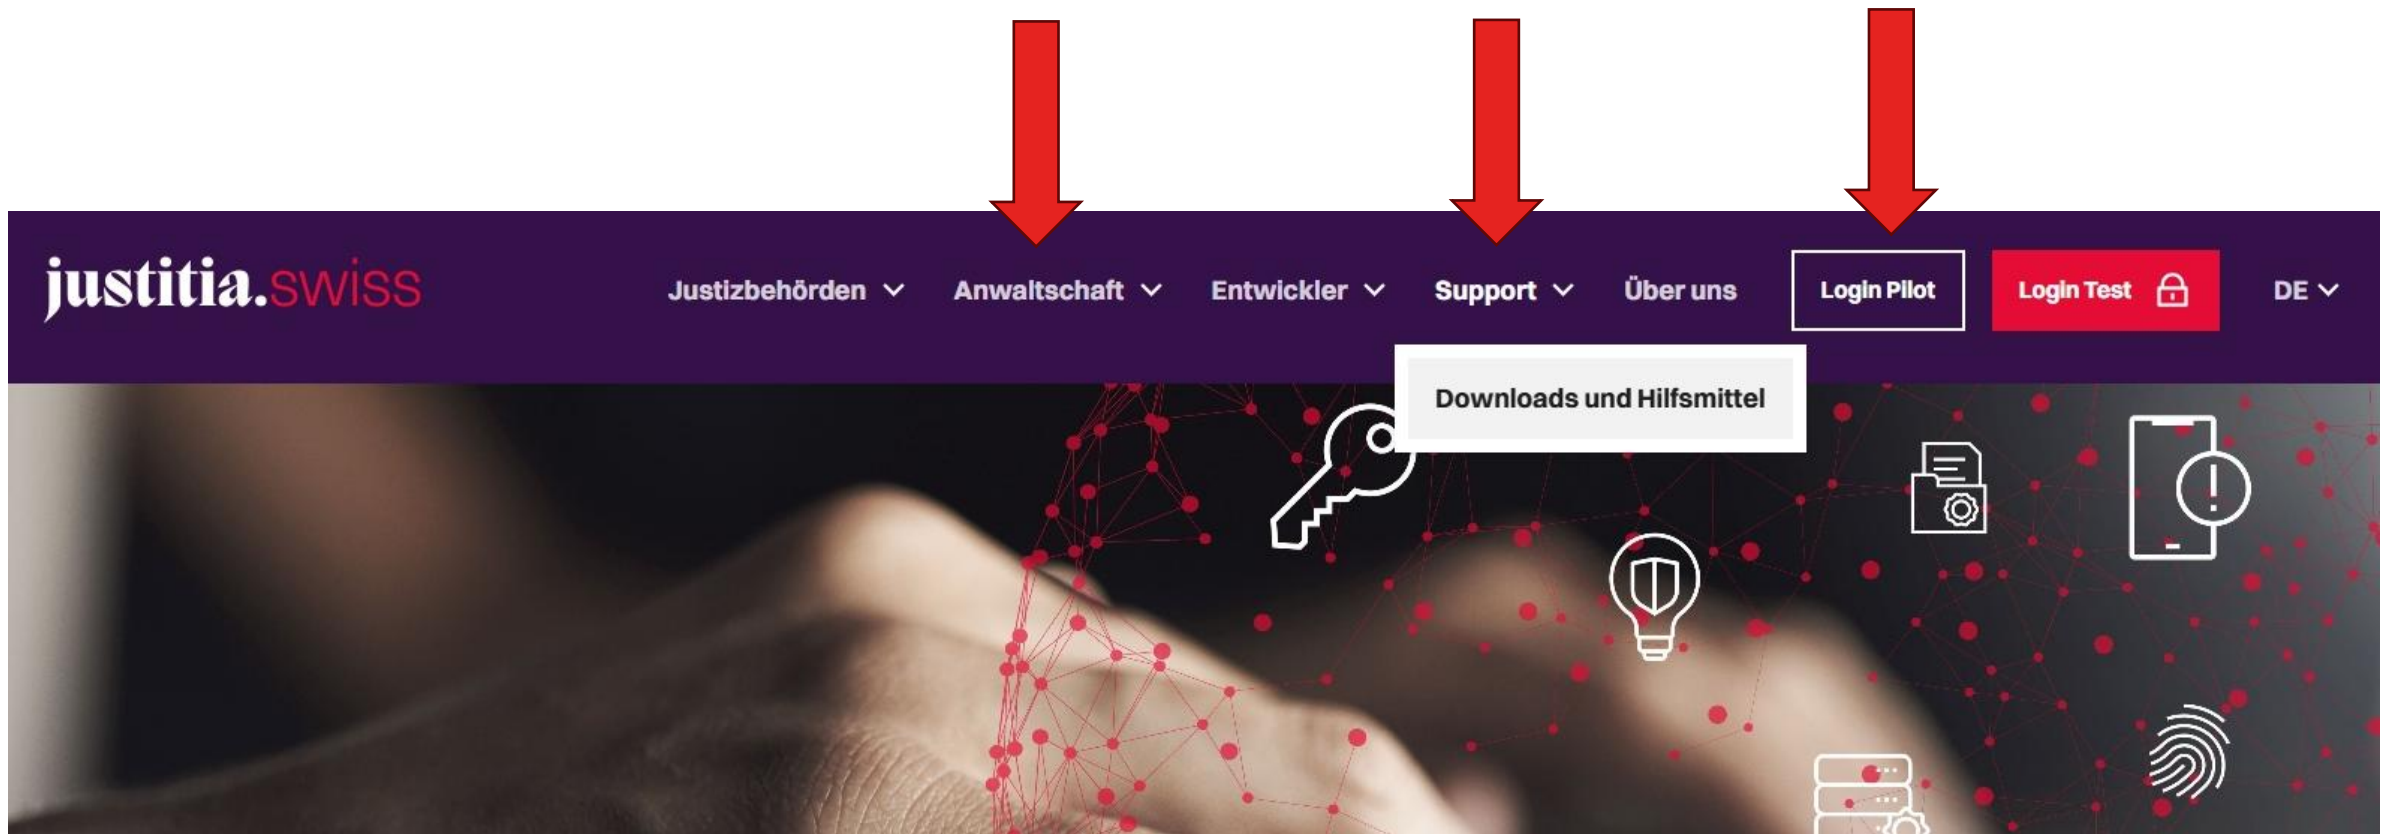 justitia.swiss
Justizbehörden Anwaltschaft Entwickler Support Über uns Login Pilot Login Test DE
Downloads und Hilfsmittel